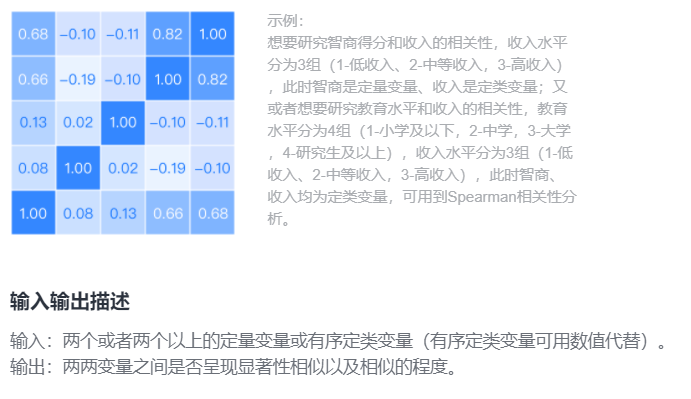 0.68 −0.10 −0.11 0.82 1.00
0.66 −0.19 −0.10 1.00 0.82
0.13 0.02 1.00 −0.10 −0.11
0.08 1.00 0.02 −0.19 −0.10
1.00 0.08 0.13 0.66 0.68
示例：
想要研究智商得分和收入的相关性，收入水平
分为3组（1-低收入、2-中等收入，3-高收入）
，此时智商是定量变量、收入是定类变量；又
或者想要研究教育水平和收入的相关性，教育
水平分为4组（1-小学及以下，2-中学，3-大学
，4-研究生及以上），收入水平分为3组（1-低
收入、2-中等收入，3-高收入），此时智商、
收入均为定类变量，可用到Spearman相关性分
析。
输入输出描述
输入：两个或者两个以上的定量变量或有序定类变量（有序定类变量可用数值代替）。
输出：两两变量之间是否呈现显著性相似以及相似的程度。